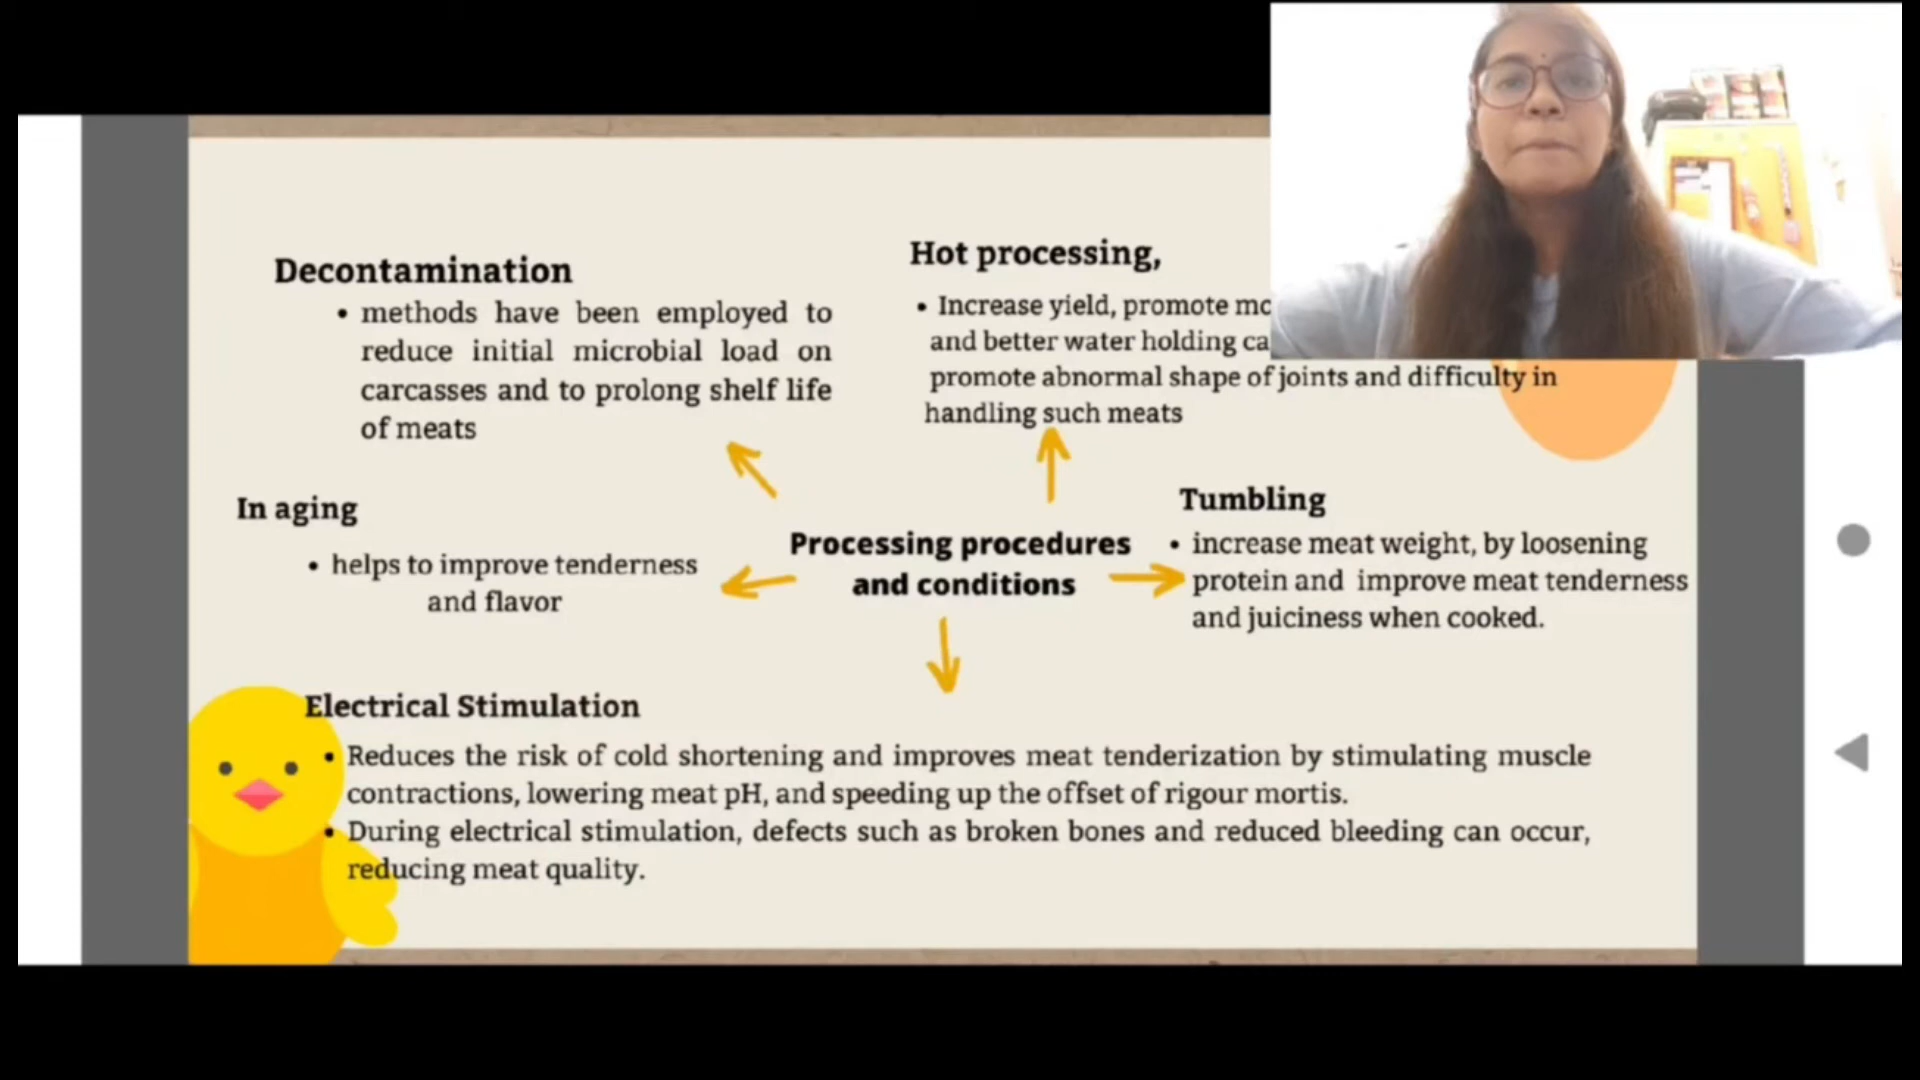 Decontamination
• methods have been employed to
reduce initial microbial load on
carcasses and to prolong shelf life
of meats
Hot processing,
• Increase yield, promote
and better water holding
promote abnormal shape of joints and difficulty in
handling such meats
In aging
• helps to improve tenderness
and flavor
Processing procedures
and conditions
Tumbling
• increase meat weight, by loosening
protein and improve meat tenderness
and juiciness when cooked.
Electrical Stimulation
• Reduces the risk of cold shortening and improves meat tenderization by stimulating muscle
contractions, lowering meat pH, and speeding up the offset of rigour mortis.
• During electrical stimulation, defects such as broken bones and reduced bleeding can occur,
reducing meat quality.